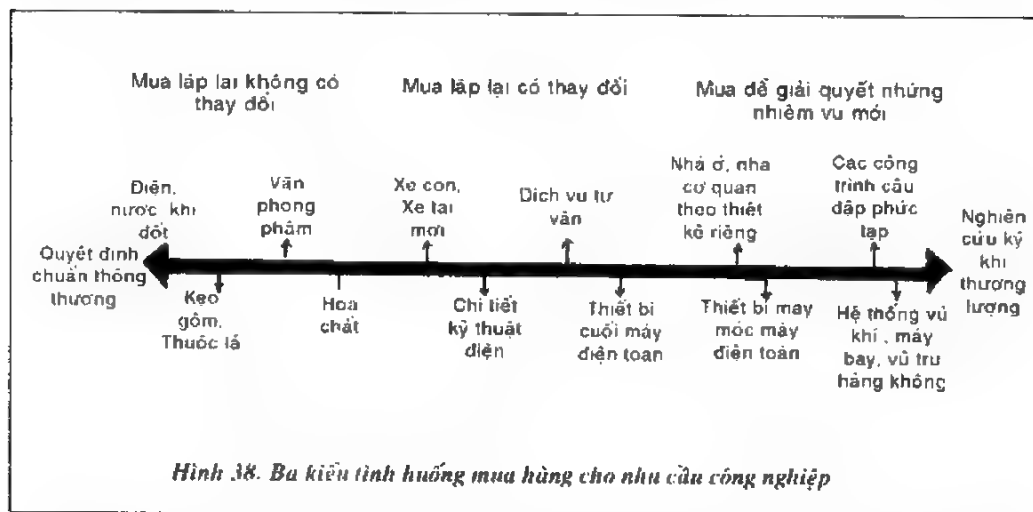 Mua lặp lại không có
thay đổi
Mua lặp lại có thay đổi
Mua để giải quyết những
nhiệm vụ mới
Điện,
nước, khí
đốt
Văn
phòng
phẩm
Xe con,
Xe tải
mới
Dịch vụ tư
vấn
Nhà ở, nhà
cơ quan
theo thiết
kế riêng
Các công
trình cầu
đập phức
tạp
Quyết định
chuẩn thông
thường
Nghiên
cứu kỹ
khi
thương
lượng
Kẹo
gôm,
Thuốc lá
Hoá
chất
Chi tiết
kỹ thuật
điện
Thiết bị
cuối máy
điện toán
Thiết bị máy
móc máy
điện toán
Hệ thống vũ
khí, máy
bay, vũ trụ
hàng không
Hình 38. Ba kiểu tình huống mua hàng cho nhu cầu công nghiệp